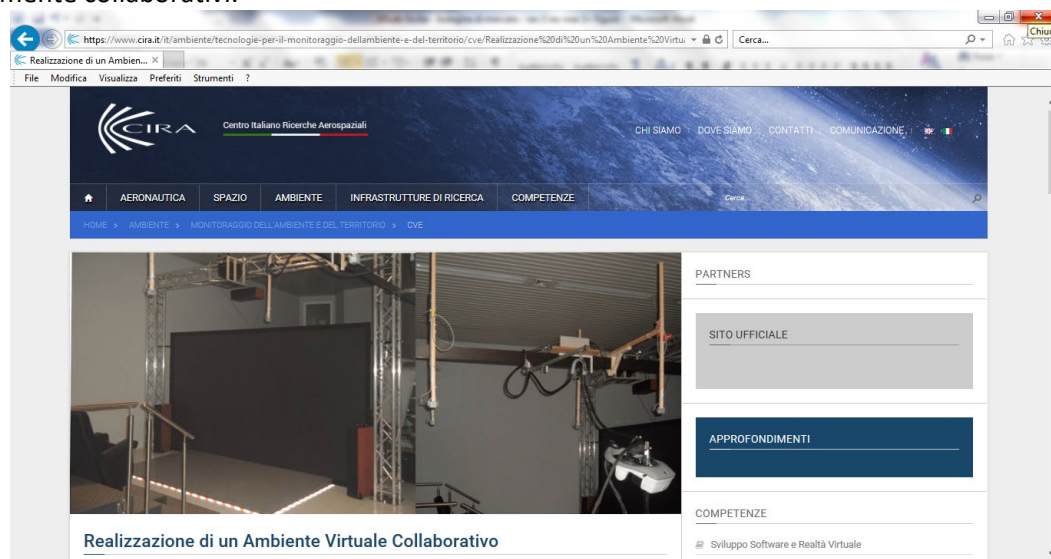 mente collaborativi.
https://www.cira.it/it/ambiente/tecnologie-per-il-monitoraggio-dellambiente-e-del-territorio/cve/Realizzazione%20di%20un%20Ambiente%20Virtu
Cerca...
Chiu
Realizzazione di un Ambien...
File Modifica Visualizza Preferiti Strumenti ?
CIRA
Centro Italiano Ricerche Aerospaziali
CHI SIAMO DOVE SIAMO CONTATTI COMUNICAZIONE
AERONAUTICA SPAZIO AMBIENTE INFRASTRUTTURE DI RICERCA COMPETENZE Cerca...
HOME > AMBIENTE > MONITORAGGIO DELL'AMBIENTE E DEL TERRITORIO > CVE
PARTNERS
SITO UFFICIALE
APPROFONDIMENTI
COMPETENZE
Sviluppo Software e Realtà Virtuale
Realizzazione di un Ambiente Virtuale Collaborativo